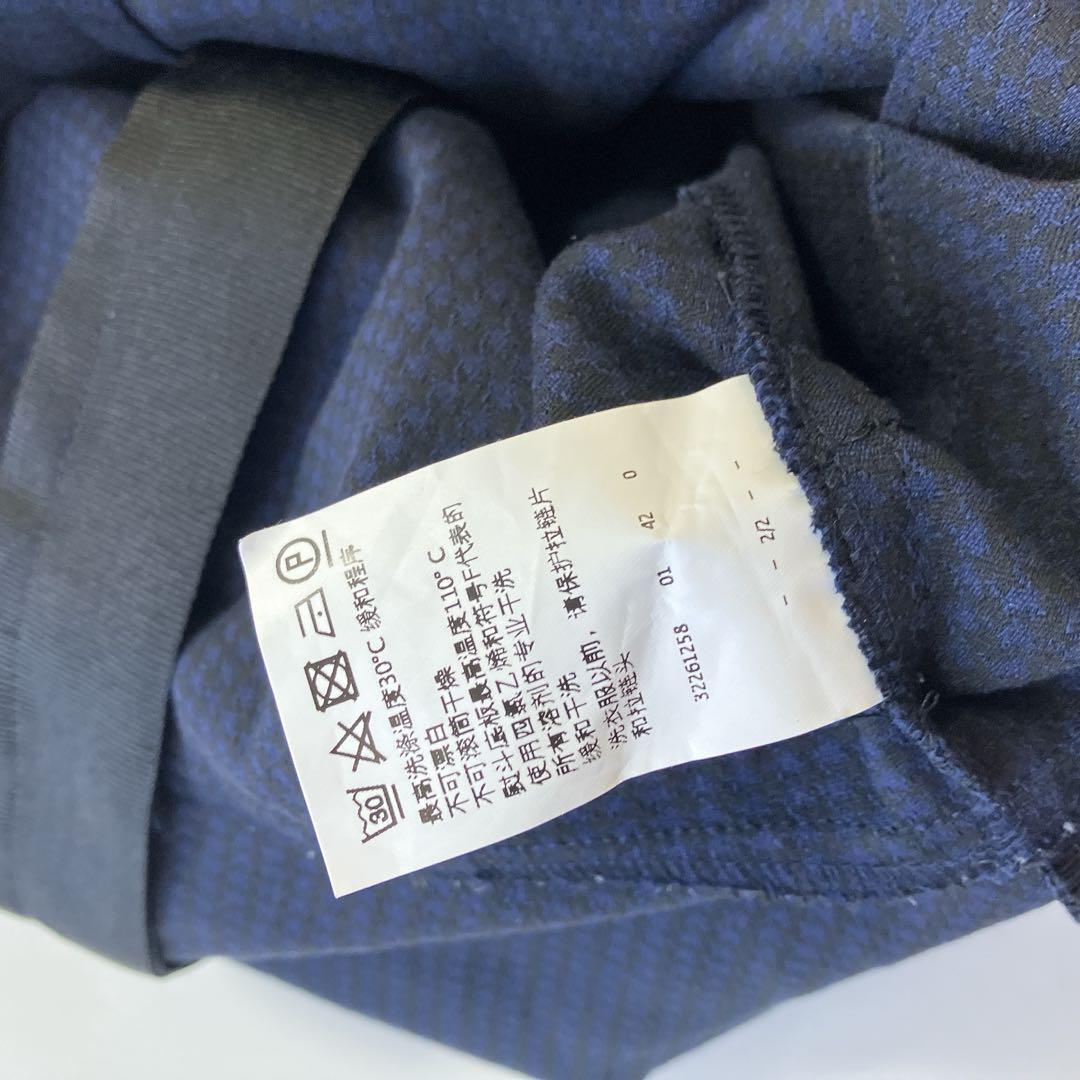 30 P
最高洗涤温度30°C 缓和程序
不可漂白
不可滚筒干燥
熨斗底板最高温度110°C
使用四氯乙烯和符号F代表的
所有溶剂的专业干洗
缓和干洗
洗衣服以前, 请保护拉链片
和拉链头
32261258 01 42 0
- - 2/2 - -